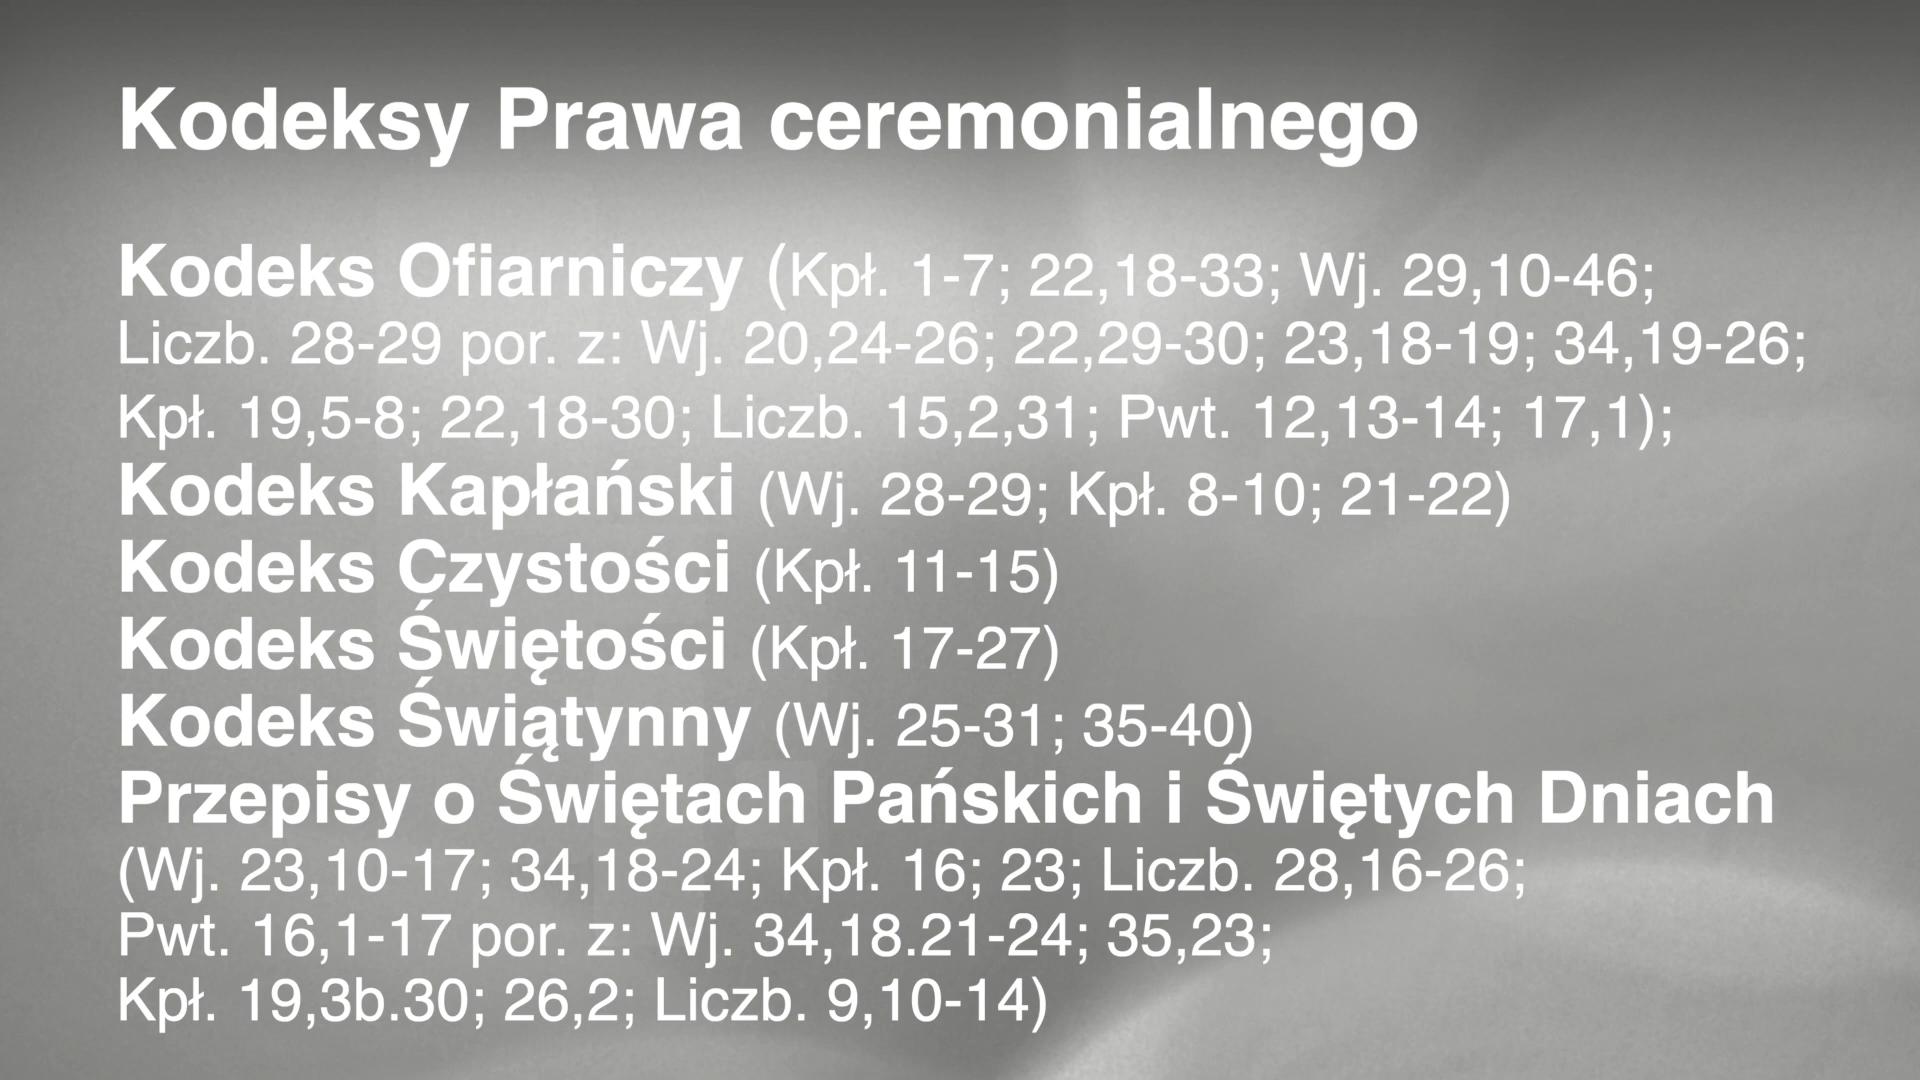 Kodeksy Prawa ceremonialnego
Kodeks Ofiarniczy (Kpł. 1-7; 22,18-33; Wj. 29,10-46;
Liczb. 28-29 por. z: Wj. 20,24-26; 22,29-30; 23,18-19; 34,19-26;
Kpł. 19,5-8; 22,18-30; Liczb. 15,2,31; Pwt. 12,13-14; 17,1);
Kodeks Kapłański (Wj. 28-29; Kpł. 8-10; 21-22)
Kodeks Czystości (Kpł. 11-15)
Kodeks Świętości (Kpł. 17-27)
Kodeks Świątynny (Wj. 25-31; 35-40)
Przepisy o Świętach Pańskich i Świętych Dniach
(Wj. 23,10-17; 34,18-24; Kpł. 16; 23; Liczb. 28,16-26;
Pwt. 16,1-17 por. z: Wj. 34,18.21-24; 35,23;
Kpł. 19,3b.30; 26,2; Liczb. 9,10-14)